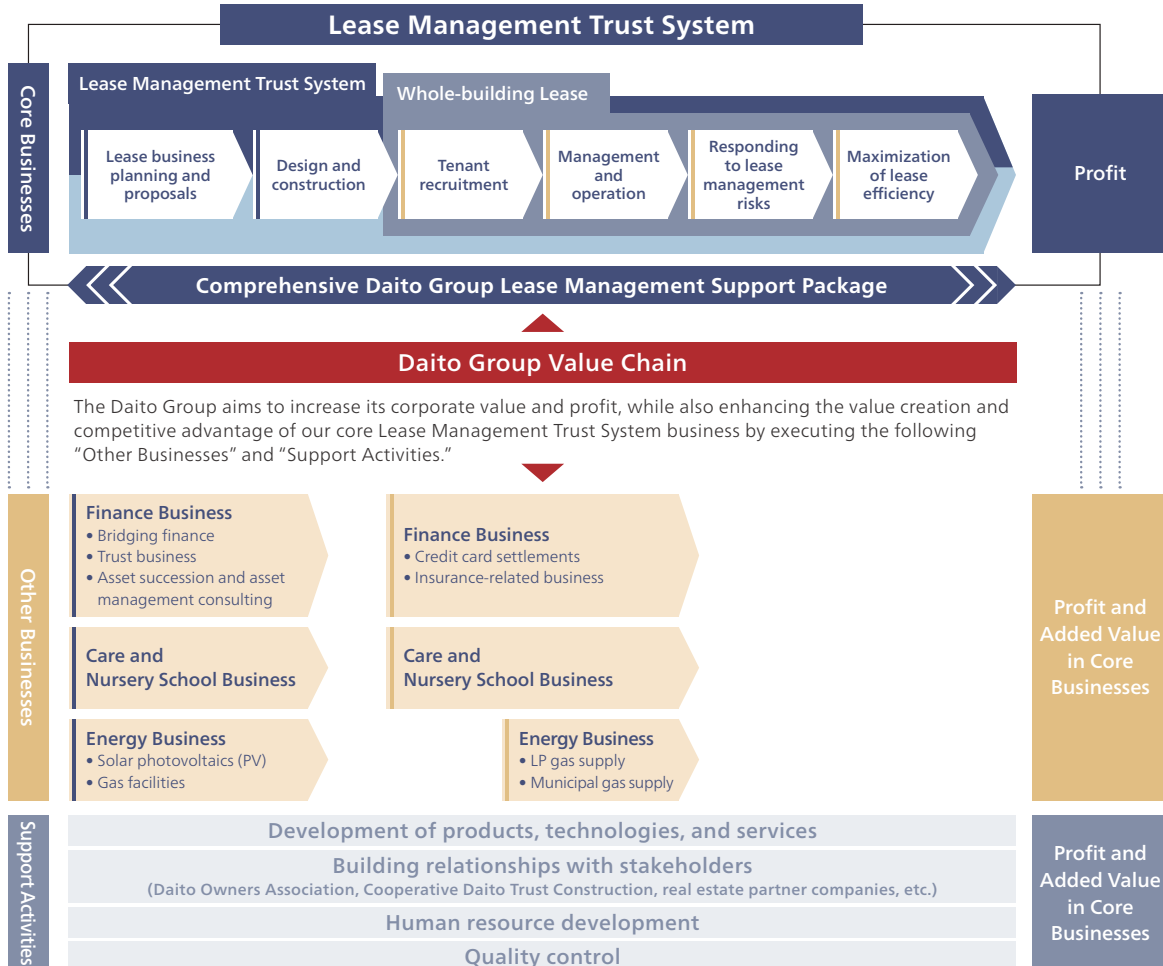 Lease Management Trust System
Core Businesses
Lease Management Trust System
Whole-building Lease
Lease business
planning and
proposals
Design and
construction
Tenant
recruitment
Management
and
operation
Responding
to lease
management
risks
Maximization
of lease
efficiency
Profit
Comprehensive Daito Group Lease Management Support Package
Daito Group Value Chain
The Daito Group aims to increase its corporate value and profit, while also enhancing the value creation and
competitive advantage of our core Lease Management Trust System business by executing the following
“Other Businesses” and “Support Activities.”
Other Businesses
Finance Business
• Bridging finance
• Trust business
• Asset succession and asset
management consulting
Finance Business
• Credit card settlements
• Insurance-related business
Care and
Nursery School Business
Care and
Nursery School Business
Energy Business
• Solar photovoltaics (PV)
• Gas facilities
Energy Business
• LP gas supply
• Municipal gas supply
Profit and
Added Value
in Core
Businesses
Support Activities
Development of products, technologies, and services
Building relationships with stakeholders
(Daito Owners Association, Cooperative Daito Trust Construction, real estate partner companies, etc.)
Human resource development
Quality control
Profit and
Added Value
in Core
Businesses